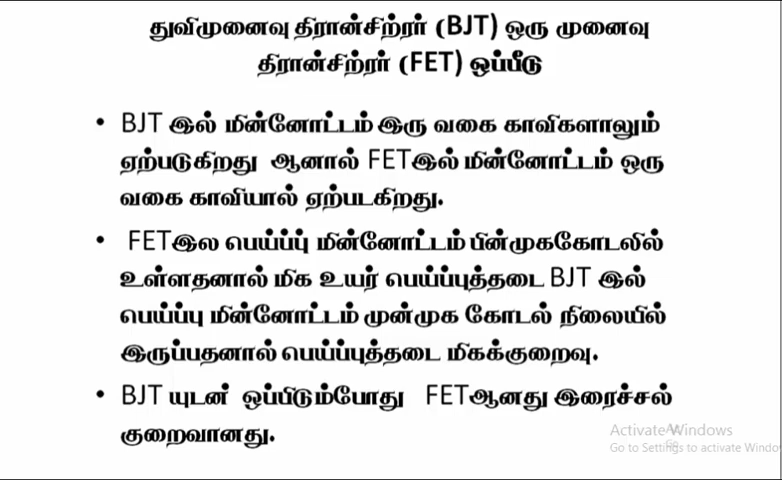 துவிமுனைவு திரான்சிற்றர் (BJT) ஒரு முனைவு
திரான்சிற்றர் (FET) ஒப்பீடு
• BJT இல் மின்னோட்டம் இரு வகை காவிகளாலும்
ஏற்படுகிறது ஆனால் FETஇல் மின்னோட்டம் ஒரு
வகை காவியால் ஏற்படகிறது.
• FETஇல பெய்ப்பு மின்னோட்டம் பின்முககோடலில்
உள்ளதனால் மிக உயர் பெய்ப்புத்தடை BJT இல்
பெய்ப்பு மின்னோட்டம் முன்முக கோடல் நிலையில்
இருப்பதனால் பெய்ப்புத்தடை மிகக்குறைவு.
• BJT யுடன் ஒப்பிடும்போது FETஆனது இரைச்சல்
குறைவானது.
Activate Windows
Go to Settings to activate Windo